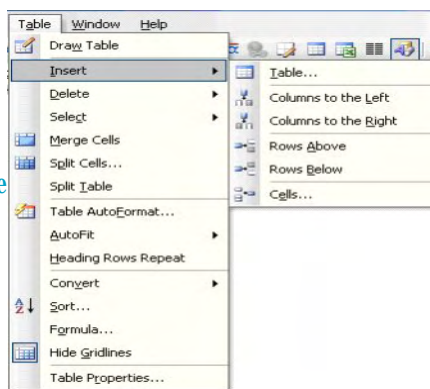 Table Window Help
Draw Table
Insert
Delete
Select
Merge Cells
Split Cells...
Split Table
Table AutoFormat...
AutoFit
Heading Rows Repeat
Convert
Sort...
Formula...
Hide Gridlines
Table Properties...
Table...
Columns to the Left
Columns to the Right
Rows Above
Rows Below
Cells...
e